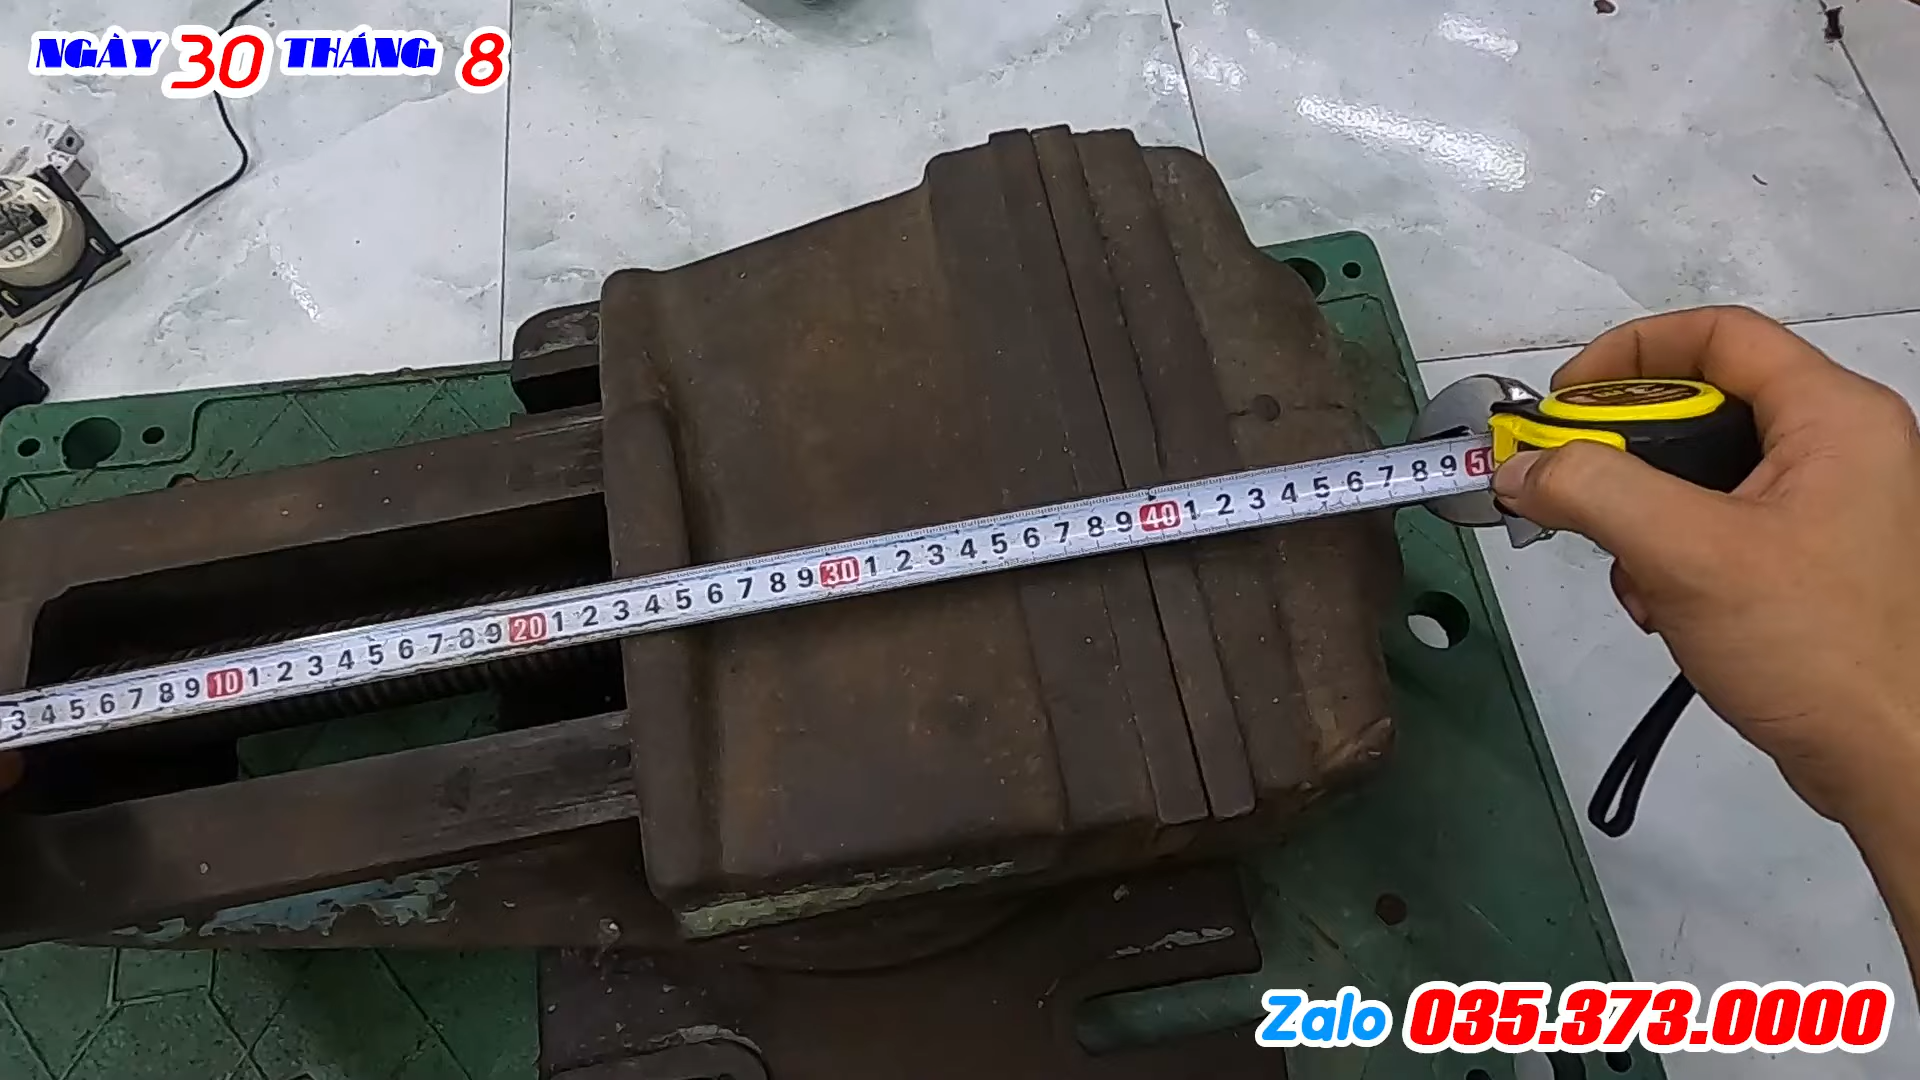 NGÀY 30 THÁNG 8
3 4 5 6 7 8 9 10 1 2 3 4 5 6 7 8 9 20 1 2 3 4 5 6 7 8 9 30 1 2 3 4 5 6 7 8 9 40 1 2 3 4 5 6 7 8 9
Zalo 035.373.0000